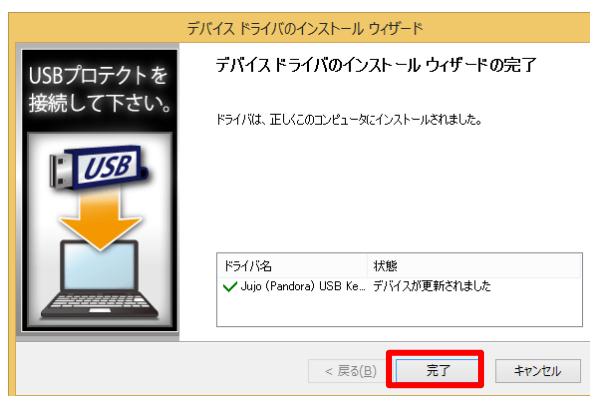 デバイス ドライバのインストール ウィザード
USBプロテクトを
接続して下さい。
USB
デバイス ドライバのインストール ウィザードの完了
ドライバは、正しくこのコンピュータにインストールされました。
ドライバ名 状態
Jujo (Pandora) USB Ke... デバイスが更新されました
< 戻る(B) 完了 キャンセル